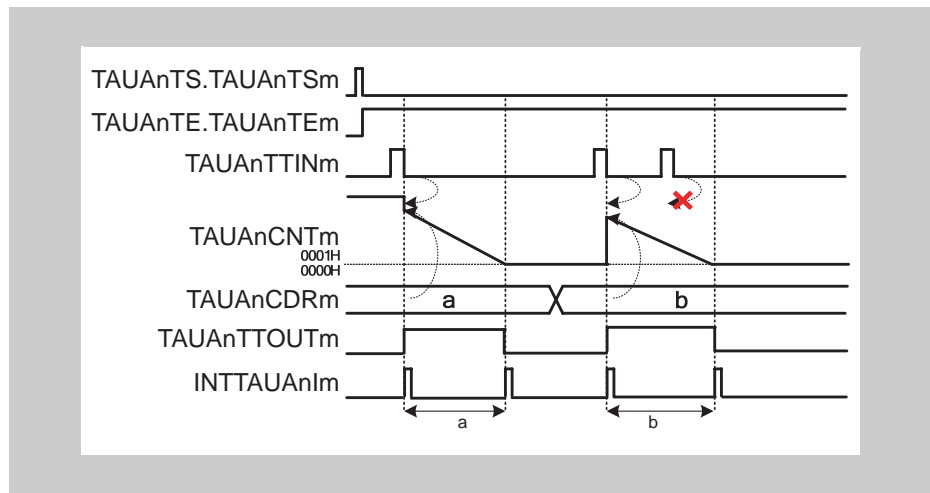 TAUAnTS.TAUAnTSm
TAUAnTE.TAUAnTEm
TAUAnTTINm
TAUAnCNTm
0001H
0000H
TAUAnCDRm a b
TAUAnTTOUTm
INTTAUAnIm
a b